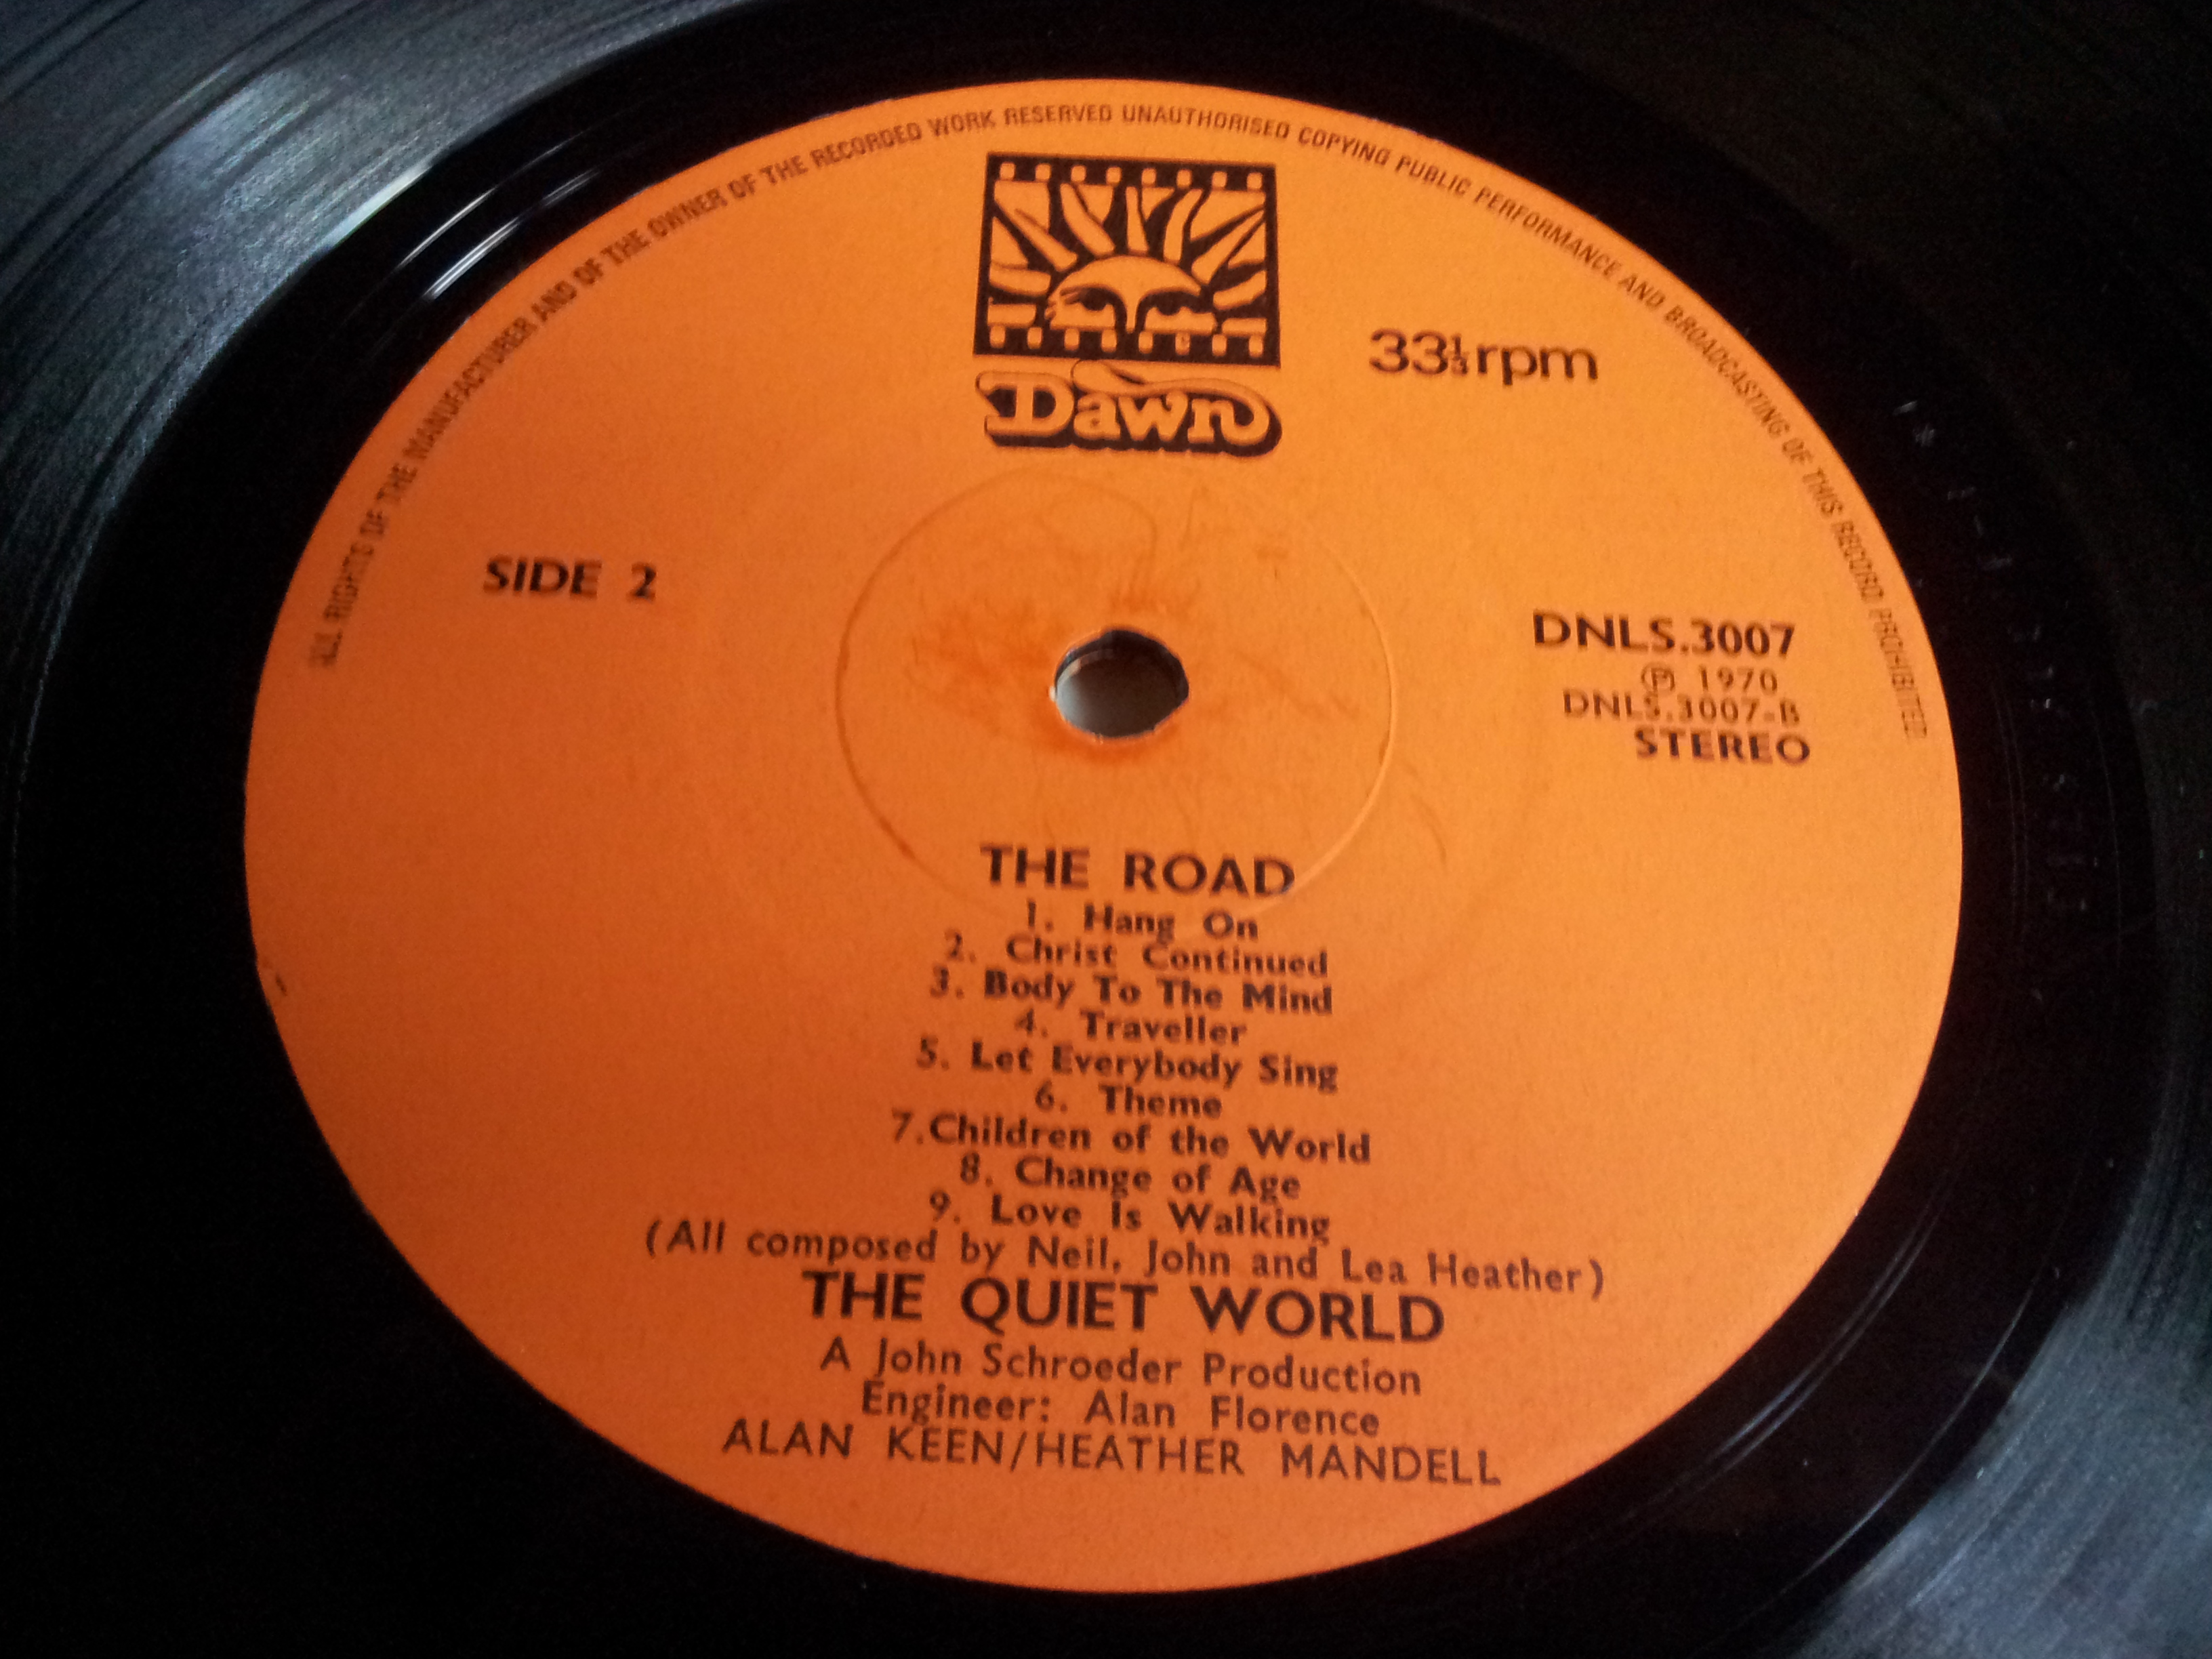 ALL RIGHTS OF THE MANUFACTURER AND OF THE OWNER OF THE RECORDED WORK RESERVED UNAUTHORISED COPYING PUBLIC PERFORMANCE AND BROADCASTING OF THIS RECORD PROHIBITED
Dawn
33⅓rpm
SIDE 2
DNLS.3007
Ⓟ 1970
DNLS.3007-B
STEREO
THE ROAD
1. Hang On
2. Christ Continued
3. Body To The Mind
4. Traveller
5. Let Everybody Sing
6. Theme
7.Children of the World
8. Change of Age
9. Love Is Walking
(All composed by Neil, John and Lea Heather)
THE QUIET WORLD
A John Schroeder Production
Engineer: Alan Florence
ALAN KEEN/HEATHER MANDELL